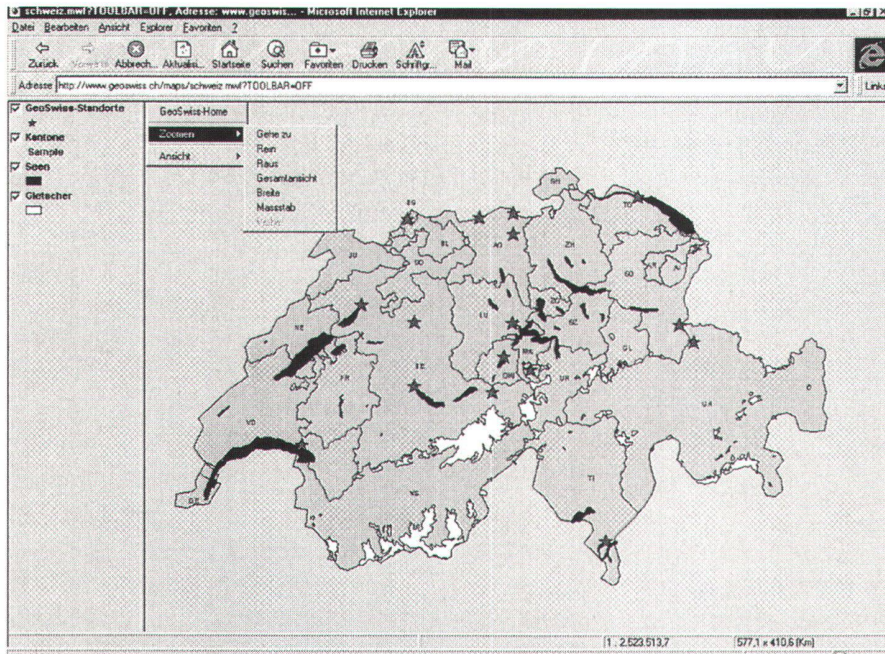 schweiz.mwf?TOOLBAR=OFF, Adresse: www.geoswis... - Microsoft Internet Explorer
Datei Bearbeiten Ansicht Explorer Favoriten ?
Zurück Vorwärts Abbrech... Aktualisi... Startseite Suchen Favoriten Drucken Schriftgr... Mail
Adresse http://www.geoswiss.ch/maps/schweiz.mwf?TOOLBAR=OFF Links
GeoSwiss-Standorte
Kantone
Sample
Seen
Gletscher
GeoSwiss-Home
Zoomen
Ansicht
Gehe zu
Rein
Raus
Gesamtansicht
Breite
Massstab
SH
TG
BS
BL
AG
ZH
JU
SO
SG
AR
AI
NE
LU
ZG
SZ
GL
BE
OW
NW
UR
FR
GR
VD
TI
GE
VS
1 : 2.523.513,7
577,1 x 410,6 (Km)